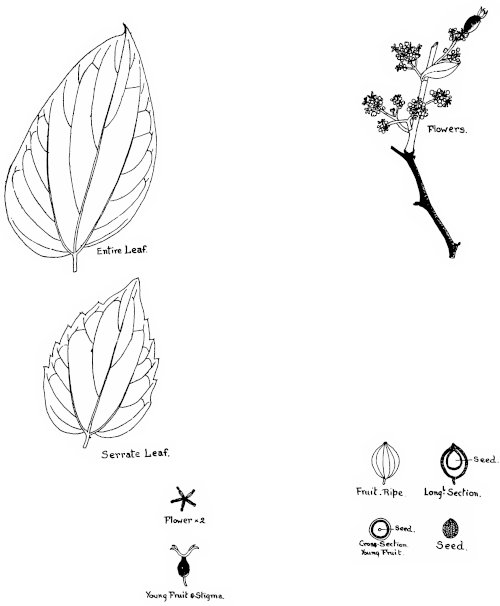 Flowers.
Entire Leaf.
Serrate Leaf.
Flower × 2
Young Fruit & Stigma.
Seed.
Fruit. Ripe
Longl. Section.
Seed.
Cross-Section.
Young Fruit.
Seed.